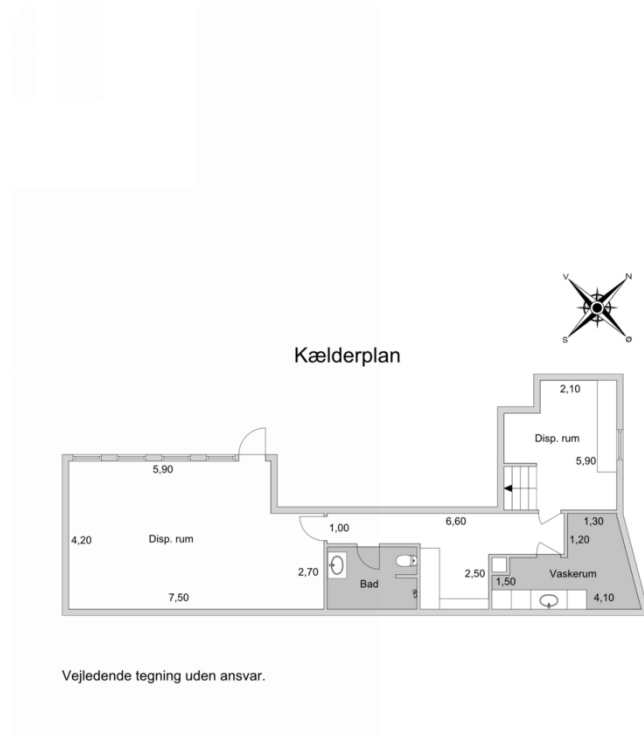 V N
S Ø
Kælderplan
2,10
Disp. rum
5,90
5,90
4,20 Disp. rum
1,00 6,60
1,30
1,20
2,70
Bad
2,50
1,50
Vaskerum
7,50
4,10
Vejledende tegning uden ansvar.